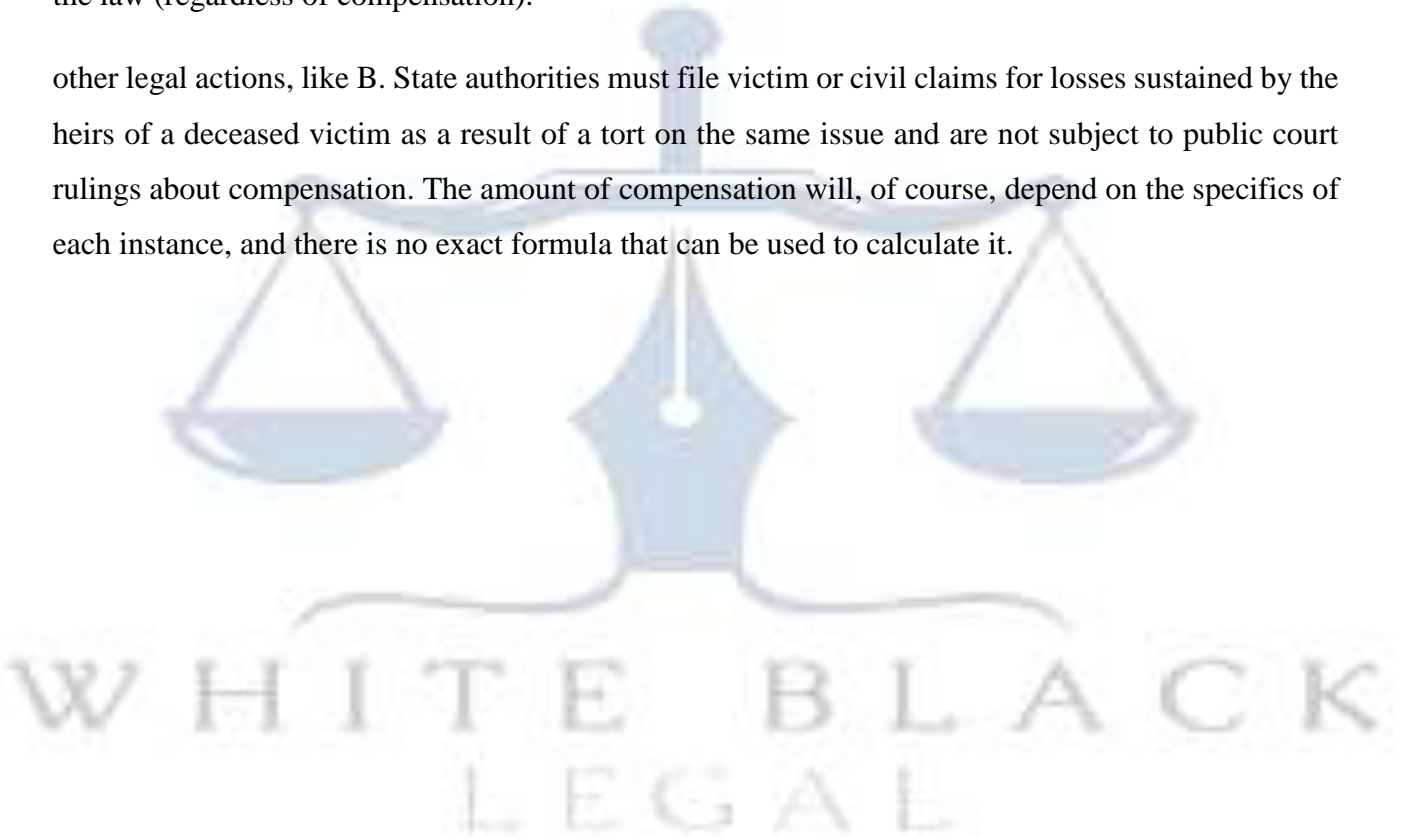 the law (regardless of compensation).
other legal actions, like B. State authorities must file victim or civil claims for losses sustained by the
heirs of a deceased victim as a result of a tort on the same issue and are not subject to public court
rulings about compensation. The amount of compensation will, of course, depend on the specifics of
each instance, and there is no exact formula that can be used to calculate it.
WHITE BLACK
LEGAL